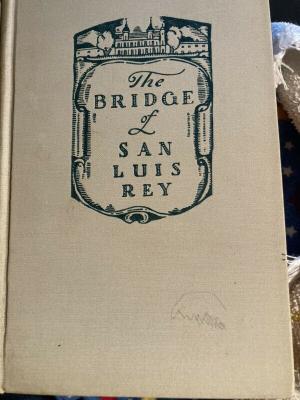 The
BRIDGE
of
SAN
LUIS
REY